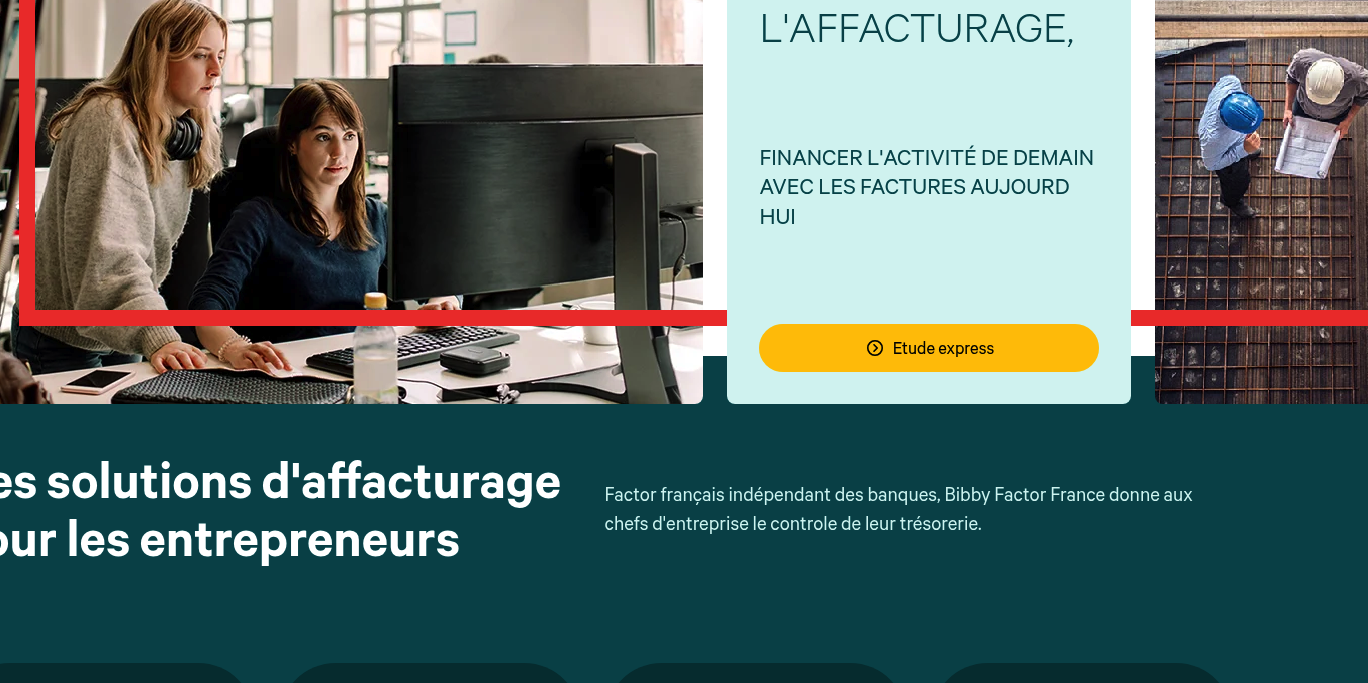 L'AFFACTURAGE,
FINANCER L'ACTIVITÉ DE DEMAIN
AVEC LES FACTURES AUJOURD
HUI
Etude express
es solutions d'affacturage
our les entrepreneurs
Factor français indépendant des banques, Bibby Factor France donne aux
chefs d'entreprise le controle de leur trésorerie.